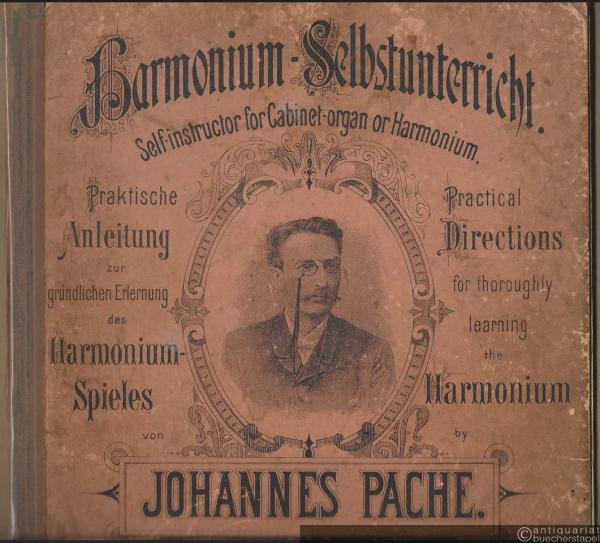 Harmonium-Selbstunterricht.
Self-instructor for Cabinet-organ or Harmonium.
Praktische
Anleitung
zur
gründlichen Erlernung
des
Harmonium-
Spieles
von
Practical
Directions
for thoroughly
learning
the
Harmonium
by
JOHANNES PACHE.
antiquariat
buecherstapel